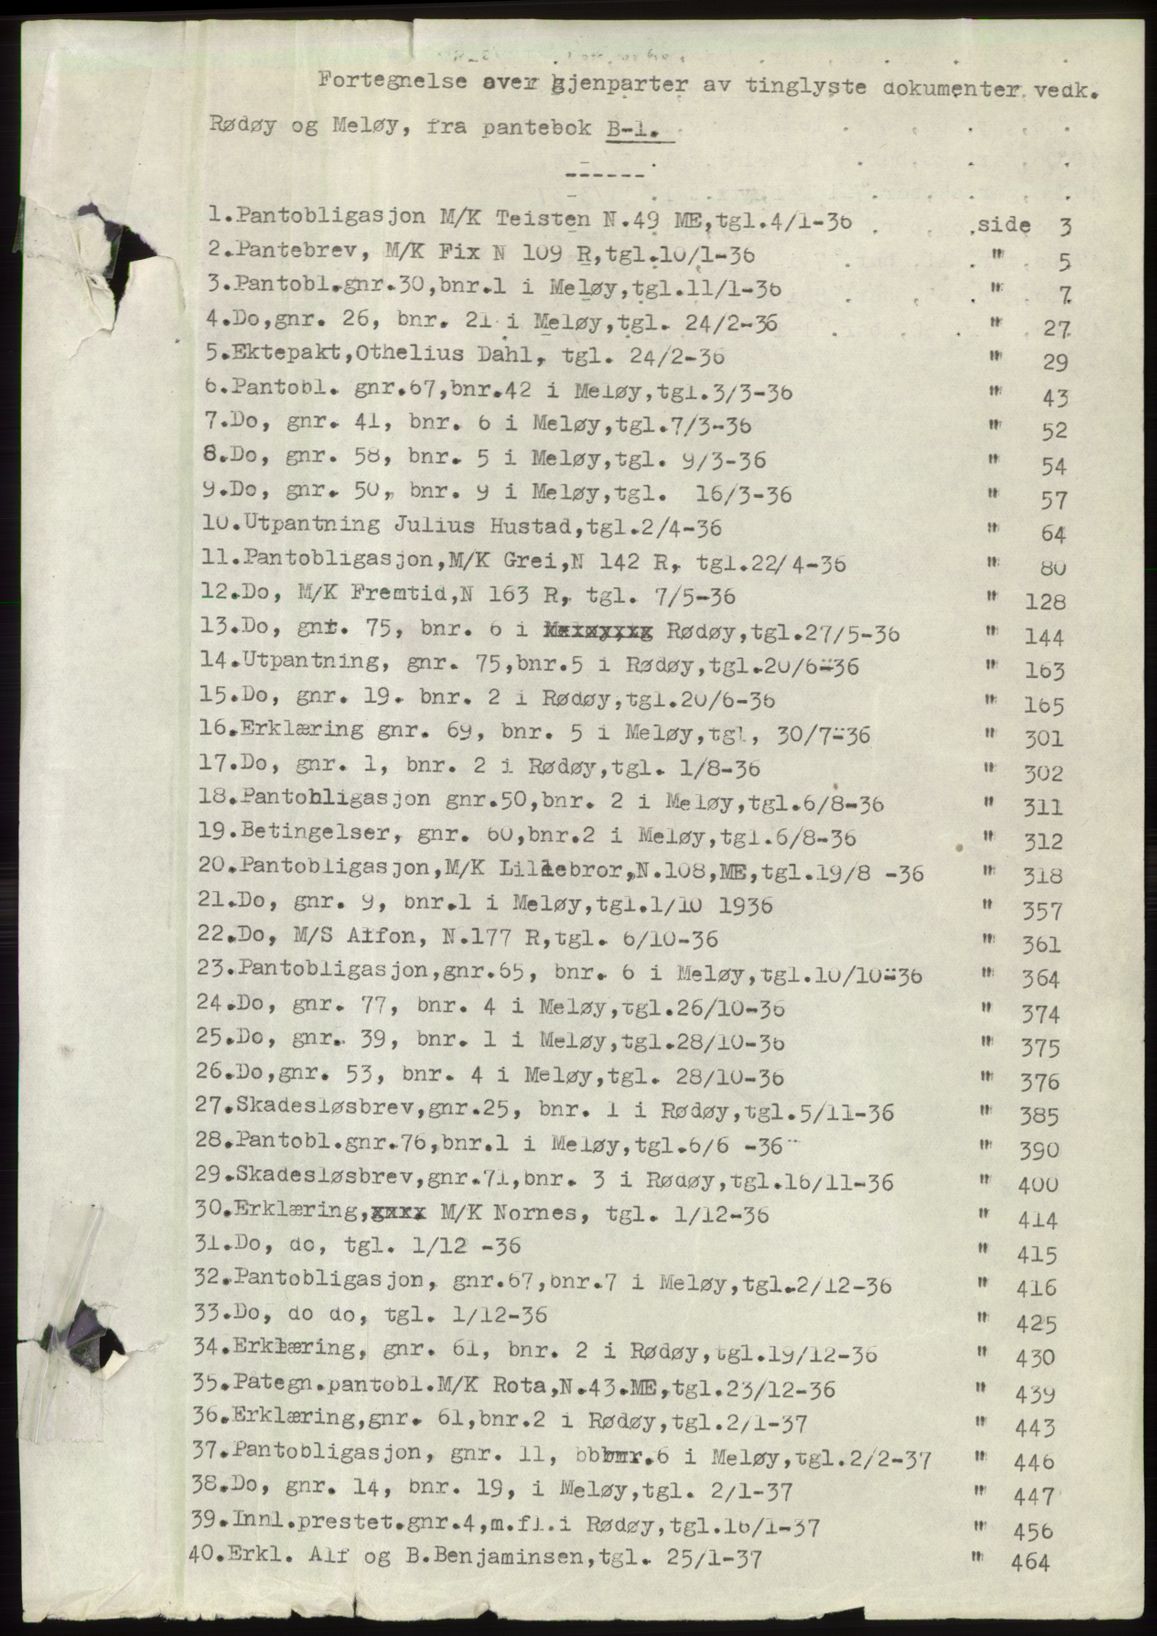 Fortegnelse over gjenparter av tinglyste dokumenter vedk.
Rødøy og Meløy, fra pantebok B-1.
------
1.Pantobligasjon M/K Teisten N.49 ME,tgl.4/1-36 side 3
2.Pantebrev, M/K Fix N 109 R,tgl.10/1-36 " 5
3.Pantobl.gnr.30,bnr.1 i Meløy,tgl.11/1-36 " 7
4.Do,gnr. 26, bnr. 21 i Meløy,tgl. 24/2-36 " 27
5.Ektepakt,Othelius Dahl, tgl. 24/2-36 " 29
6.Pantobl. gnr.67,bnr.42 i Meløy,tgl.3/3-36 " 43
7.Do, gnr. 41, bnr. 6 i Meløy,tgl.7/3-36 " 52
8.Do, gnr. 58, bnr. 5 i Meløy,tgl. 9/3-36 " 54
9.Do, gnr. 50, bnr. 9 i Meløy,tgl. 16/3-36 " 57
10.Utpantning Julius Hustad,tgl.2/4-36 " 64
11.Pantobligasjon,M/K Grei,N 142 R, tgl.22/4-36 " 80
12.Do, M/K Fremtid,N 163 R, tgl. 7/5-36 " 128
13.Do, gnr. 75, bnr. 6 i Rødøy,tgl.27/5-36 " 144
14.Utpantning, gnr. 75,bnr.5 i Rødøy,tgl.20/6-36 " 163
15.Do, gnr. 19. bnr. 2 i Rødøy,tgl.20/6-36 " 165
16.Erklæring gnr. 69, bnr. 5 i Meløy,tgl, 30/7-36 " 301
17.Do, gnr. 1, bnr. 2 i Rødøy,tgl. 1/8-36 " 302
18.Pantobligasjon gnr.50,bnr. 2 i Meløy,tgl.6/8-36 " 311
19.Betingelser, gnr. 60,bnr.2 i Meløy,tgl.6/8-36 " 312
20.Pantobligasjon,M/K Lillebror,N.108,ME,tgl.19/8 -36 " 318
21.Do, gnr. 9, bnr.1 i Meløy,tgl.1/10 1936 " 357
22.Do, M/S Alfon, N.177 R,tgl. 6/10-36 " 361
23.Pantobligasjon,gnr.65, bnr. 6 i Meløy,tgl.10/10-36 " 364
24.Do, gnr. 77, bnr. 4 i Meløy,tgl.26/10-36 " 374
25.Do, gnr. 39, bnr. 1 i Meløy,tgl.28/10-36 " 375
26.Do,gnr. 53, bnr. 4 i Meløy,tgl. 28/10-36 " 376
27.Skadesløsbrev,gnr.25, bnr. 1 i Rødøy,tgl.5/11-36 " 385
28.Pantobl.gnr.76,bnr.1 i Meløy,tgl.6/6 -36 " 390
29.Skadesløsbrev,gnr.71,bnr. 3 i Rødøy,tgl.16/11-36 " 400
30.Erklæring, M/K Nornes, tgl. 1/12-36 " 414
31.Do, do, tgl. 1/12 -36 " 415
32.Pantobligasjon, gnr.67,bnr.7 i Meløy,tgl.2/12-36 " 416
33.Do, do do, tgl. 1/12-36 " 425
34.Erklæring, gnr. 61, bnr. 2 i Rødøy,tgl.19/12-36 " 430
35.Pategn.pantobl.M/K Rota,N.43.ME,tgl.23/12-36 " 439
36.Erklæring,gnr. 61,bnr.2 i Rødøy,tgl.2/1-37 " 443
37.Pantobligasjon, gnr. 11, bbbnr.6 i Meløy,tgl.2/2-37 " 446
38.Do, gnr. 14, bnr. 19, i Meløy,tgl. 2/1-37 " 447
39.Innl.prestet.gnr.4,m.fl.i Rødøy,tgl.16/1-37 " 456
40.Erkl. Alf og B.Benjaminsen,tgl. 25/1-37 " 464